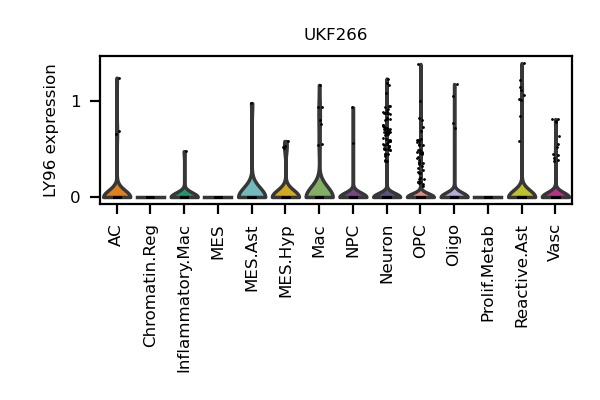 UKF266
LY96 expression
1
0
AC
Chromatin.Reg
Inflammatory.Mac
MES
MES.Ast
MES.Hyp
Mac
NPC
Neuron
OPC
Oligo
Prolif.Metab
Reactive.Ast
Vasc